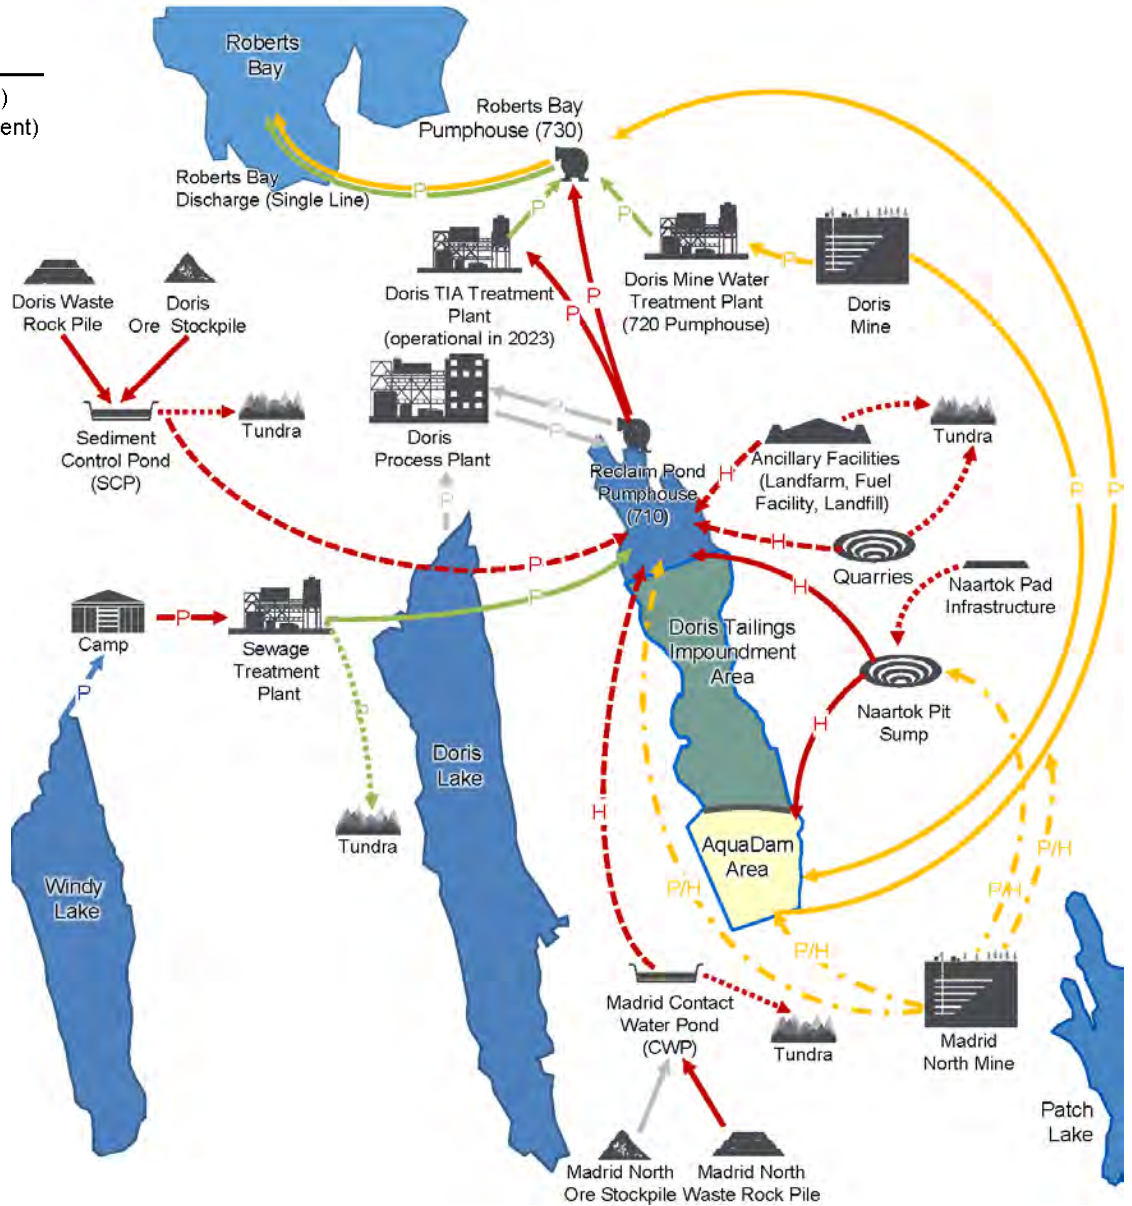 )
ent)
Roberts
Bay
Roberts Bay
Pumphouse (730)
Roberts Bay
Discharge (Single Line)
P
P
P
P
Doris Waste
Rock Pile
Doris
Ore Stockpile
Doris TIA Treatment
Plant
(operational in 2023)
Doris Mine Water
Treatment Plant
(720 Pumphouse)
Doris
Mine
P
P
P
P
Sediment
Control Pond
(SCP)
Tundra
Doris
Process Plant
P
P
Reclaim Pond
Pumphouse
(710)
H
Ancillary Facilities
(Landfarm, Fuel
Facility, Landfill)
Tundra
P
P
H
Quarries
Naartok Pad
Infrastructure
P
P
H
Camp
P
Sewage
Treatment
Plant
Doris Tailings
Impoundment
Area
P
P
H
Naartok Pit
Sump
Doris
Lake
H
Tundra
AquaDam
Area
P/H
Windy
Lake
P/H
P/H
P/H
Madrid Contact
Water Pond
(CWP)
Tundra
Madrid
North Mine
Patch
Lake
Madrid North
Ore Stockpile
Madrid North
Waste Rock Pile